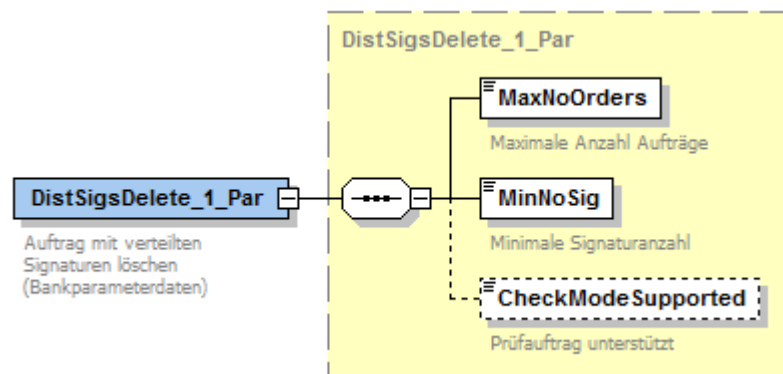 DistSigsDelete_1_Par
MaxNoOrders
Maximale Anzahl Aufträge
DistSigsDelete_1_Par
Auftrag mit verteilten
Signaturen löschen
(Bankparameterdaten)
MinNoSig
Minimale Signaturanzahl
CheckModeSupported
Prüfauftrag unterstützt